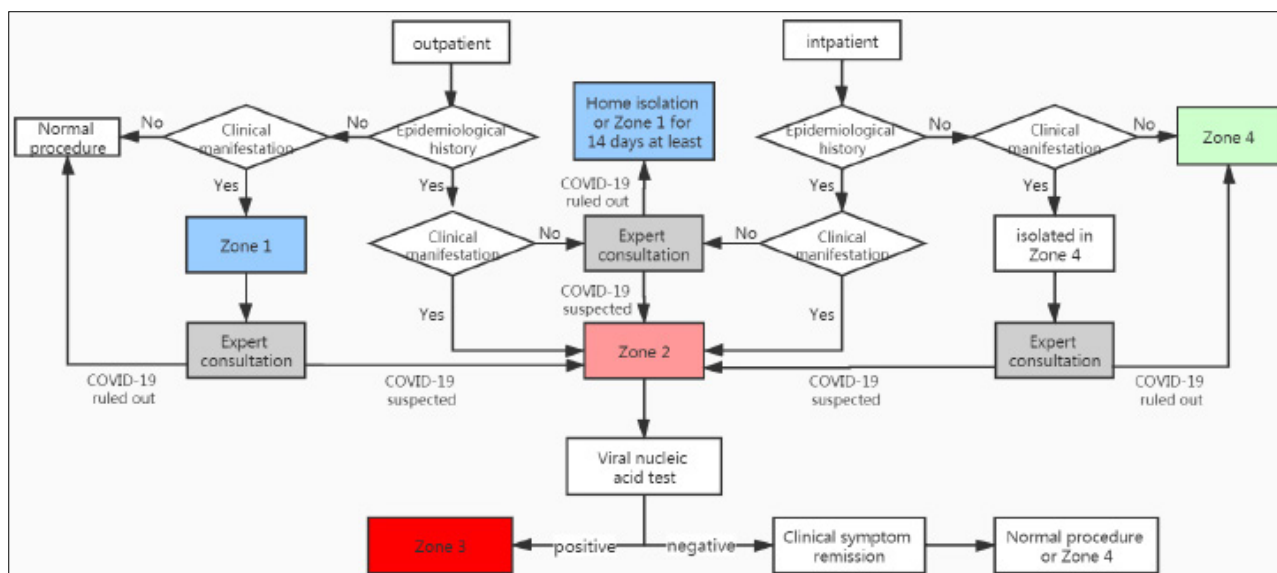 outpatient
intpatient
Home isolation
or Zone 1 for
14 days at least
Normal
procedure
No
Clinical
manifestation
No
Epidemiological
history
Epidemiological
history
No
Clinical
manifestation
No
Zone 4
Yes
Yes
COVID-19
ruled out
Yes
Yes
Zone 1
Clinical
manifestation
No
Expert
consultation
No
Clinical
manifestation
isolated in
Zone 4
COVID-19
suspected
Yes
Yes
Expert
consultation
Zone 2
Expert
consultation
COVID-19
ruled out
COVID-19
suspected
COVID-19
suspected
COVID-19
ruled out
Viral nucleic
acid test
Zone 3
positive
negative
Clinical symptom
remission
Normal procedure
or Zone 4